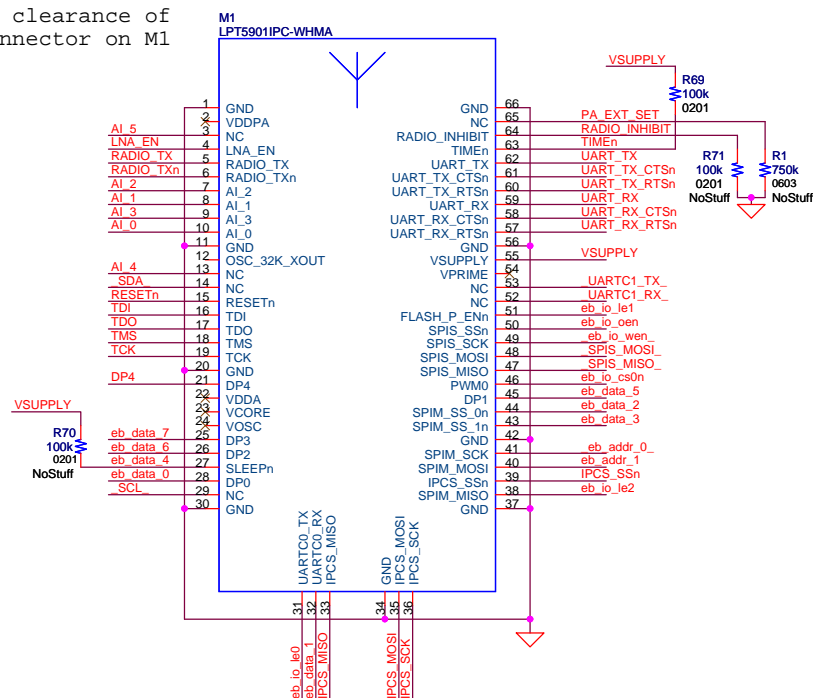 clearance of
nnector on M1
M1
LPT5901IPC-WHMA
VSUPPLY
R69
100k
0201
1 GND
2 VDDPA
AI_5 3 NC
LNA_EN 4 LNA_EN
RADIO_TX 5 RADIO_TX
RADIO_TXn 6 RADIO_TXn
AI_2 7 AI_2
AI_1 8 AI_1
AI_3 9 AI_3
AI_0 10 AI_0
11 GND
12 OSC_32K_XOUT
AI_4 13 NC
_SDA_ 14 NC
RESETn 15 RESETn
TDI 16 TDI
TDO 17 TDO
TMS 18 TMS
TCK 19 TCK
20 GND
DP4 21 DP4
22 VDDA
23 VCORE
24 VOSC
eb_data_7 25 DP3
eb_data_6 26 DP2
eb_data_4 27 SLEEPn
eb_data_0 28 DP0
_SCL_ 29 NC
30 GND
VSUPPLY
R70
100k
0201
NoStuff
GND 66
NC 65 PA_EXT_SET
RADIO_INHIBIT 64 RADIO_INHIBIT
TIMEn 63 TIMEn
UART_TX 62 UART_TX
UART_TX_CTSn 61 UART_TX_CTSn
UART_TX_RTSn 60 UART_TX_RTSn
UART_RX 59 UART_RX
UART_RX_CTSn 58 UART_RX_CTSn
UART_RX_RTSn 57 UART_RX_RTSn
GND 56
VSUPPLY 55 VSUPPLY
VPRIME 54
NC 53 _UARTC1_TX_
NC 52 _UARTC1_RX_
FLASH_P_ENn 51 eb_io_le1
SPIS_SSn 50 eb_io_oen
SPIS_SCK 49 _eb_io_wen_
SPIS_MOSI 48 _SPIS_MOSI_
SPIS_MISO 47 _SPIS_MISO_
PWM0 46 eb_io_cs0n
DP1 45 eb_data_5
SPIM_SS_0n 44 eb_data_2
SPIM_SS_1n 43 eb_data_3
GND 42
SPIM_SCK 41 _eb_addr_0_
SPIM_MOSI 40 eb_addr_1
IPCS_SSn 39 IPCS_SSn
SPIM_MISO 38 eb_io_le2
GND 37
R71
100k
0201
NoStuff
R1
750k
0603
NoStuff
UARTC0_TX 31 eb_io_le0
UARTC0_RX 32 eb_data_1
IPCS_MISO 33 IPCS_MISO
GND 34
IPCS_MOSI 35 IPCS_MOSI
IPCS_SCK 36 IPCS_SCK